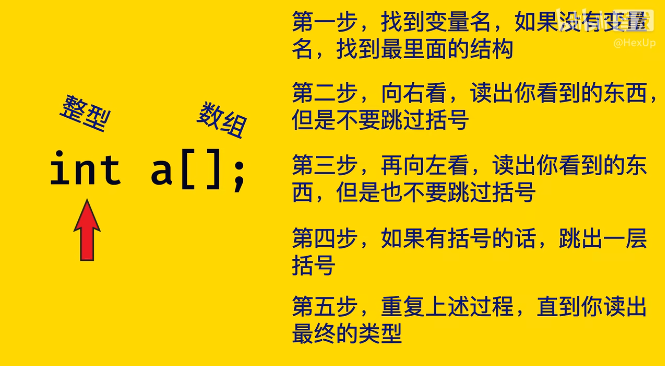 第一步，找到变量名，如果没有变量
名，找到最里面的结构
@HexUp
第二步，向右看，读出你看到的东西，
但是不要跳过括号
整型
数组
int a[];
第三步，再向左看，读出你看到的东
西，但是也不要跳过括号
第四步，如果有括号的话，跳出一层
括号
第五步，重复上述过程，直到你读出
最终的类型